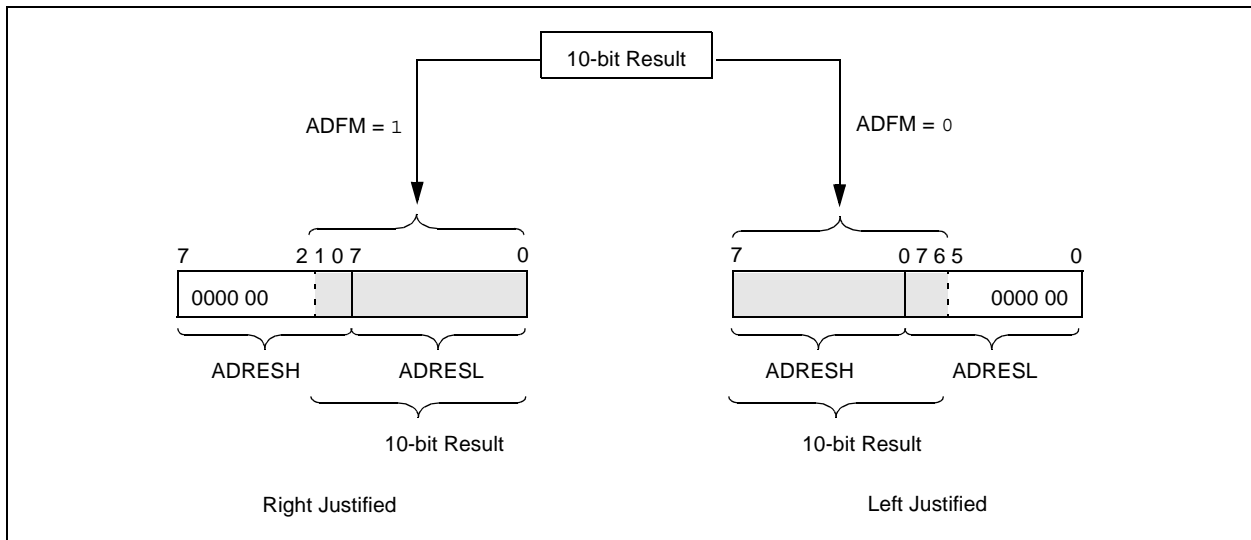 10-bit Result
ADFM = 1
ADFM = 0
7 2 1 0 7 0
7 0 7 6 5 0
0000 00
0000 00
ADRESH ADRESL
ADRESH ADRESL
10-bit Result
10-bit Result
Right Justified
Left Justified